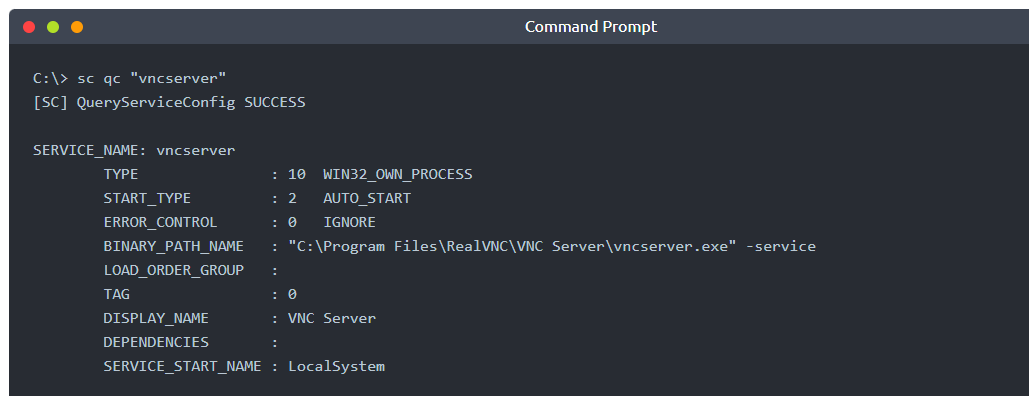 Command Prompt
C:\> sc qc "vncserver"
[SC] QueryServiceConfig SUCCESS
SERVICE_NAME: vncserver
TYPE : 10 WIN32_OWN_PROCESS
START_TYPE : 2 AUTO_START
ERROR_CONTROL : 0 IGNORE
BINARY_PATH_NAME : "C:\Program Files\RealVNC\VNC Server\vncserver.exe" -service
LOAD_ORDER_GROUP :
TAG : 0
DISPLAY_NAME : VNC Server
DEPENDENCIES :
SERVICE_START_NAME : LocalSystem